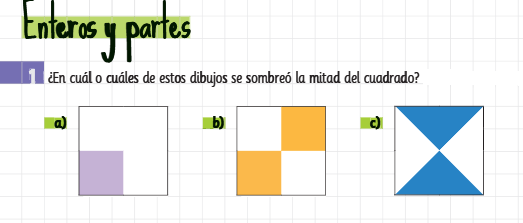 Enteros y partes
1 ¿En cuál o cuáles de estos dibujos se sombreó la mitad del cuadrado?
a) b) c)